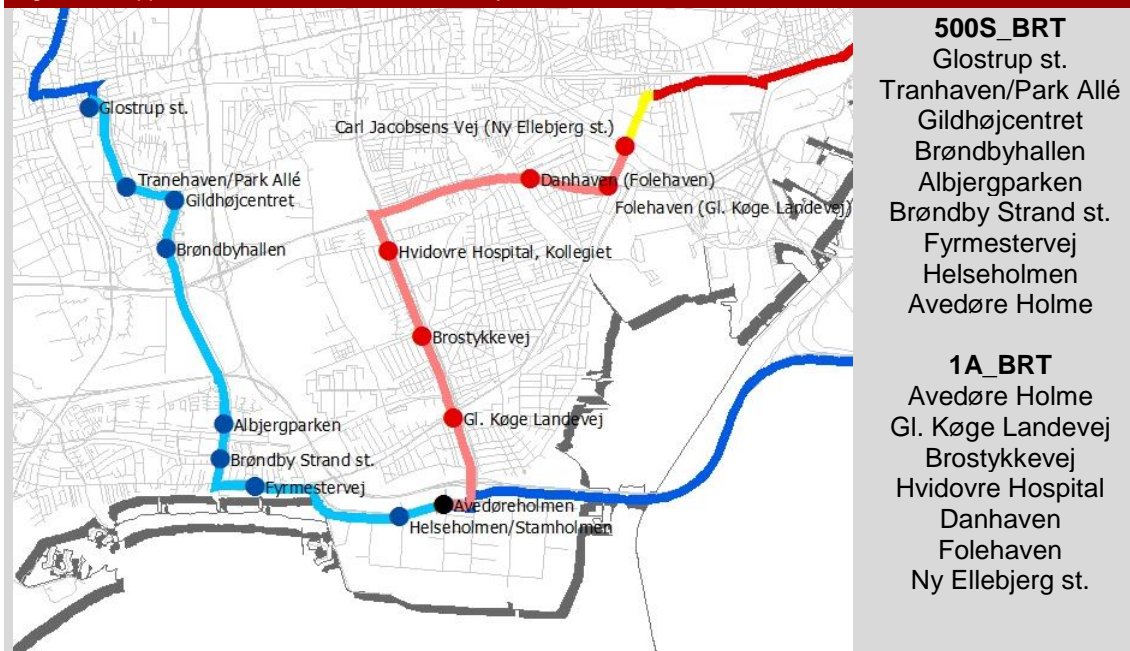 Glostrup st.
Carl Jacobsens Vej (Ny Ellebjerg st.)
Tranehaven/Park Allé
Danhaven (Folehaven)
Gildhøjcentret
Folehaven (Gl. Køge Landevej)
Brøndbyhallen
Hvidovre Hospital, Kollegiet
Brostykkevej
Gl. Køge Landevej
Albjergparken
Brøndby Strand st.
Fyrmestervej
Avedøreholmen
Helseholmen/Stamholmen
500S_BRT
Glostrup st.
Tranhaven/Park Allé
Gildhøjcentret
Brøndbyhallen
Albjergparken
Brøndby Strand st.
Fyrmestervej
Helseholmen
Avedøre Holme
1A_BRT
Avedøre Holme
Gl. Køge Landevej
Brostykkevej
Hvidovre Hospital
Danhaven
Folehaven
Ny Ellebjerg st.